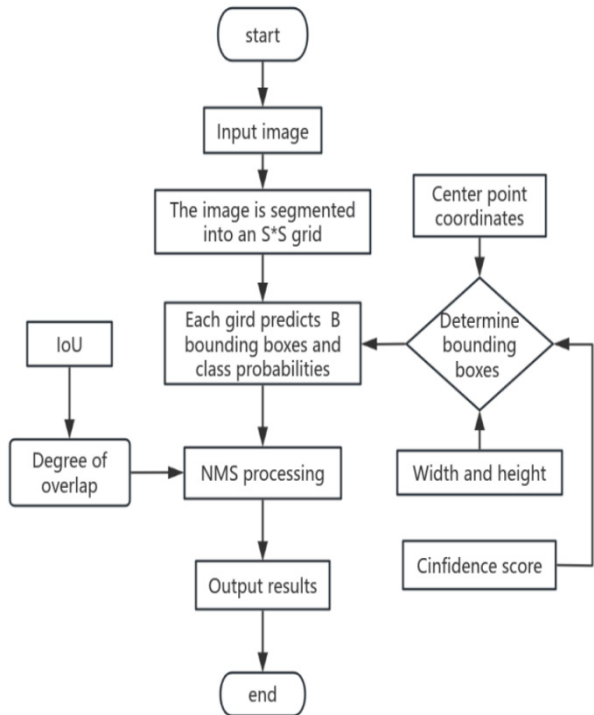 start
Input image
The image is segmented
into an S*S grid
Center point
coordinates
Each gird predicts B
bounding boxes and
class probabilities
Determine
bounding
boxes
IoU
Degree of
overlap
NMS processing
Width and height
Cinfidence score
Output results
end